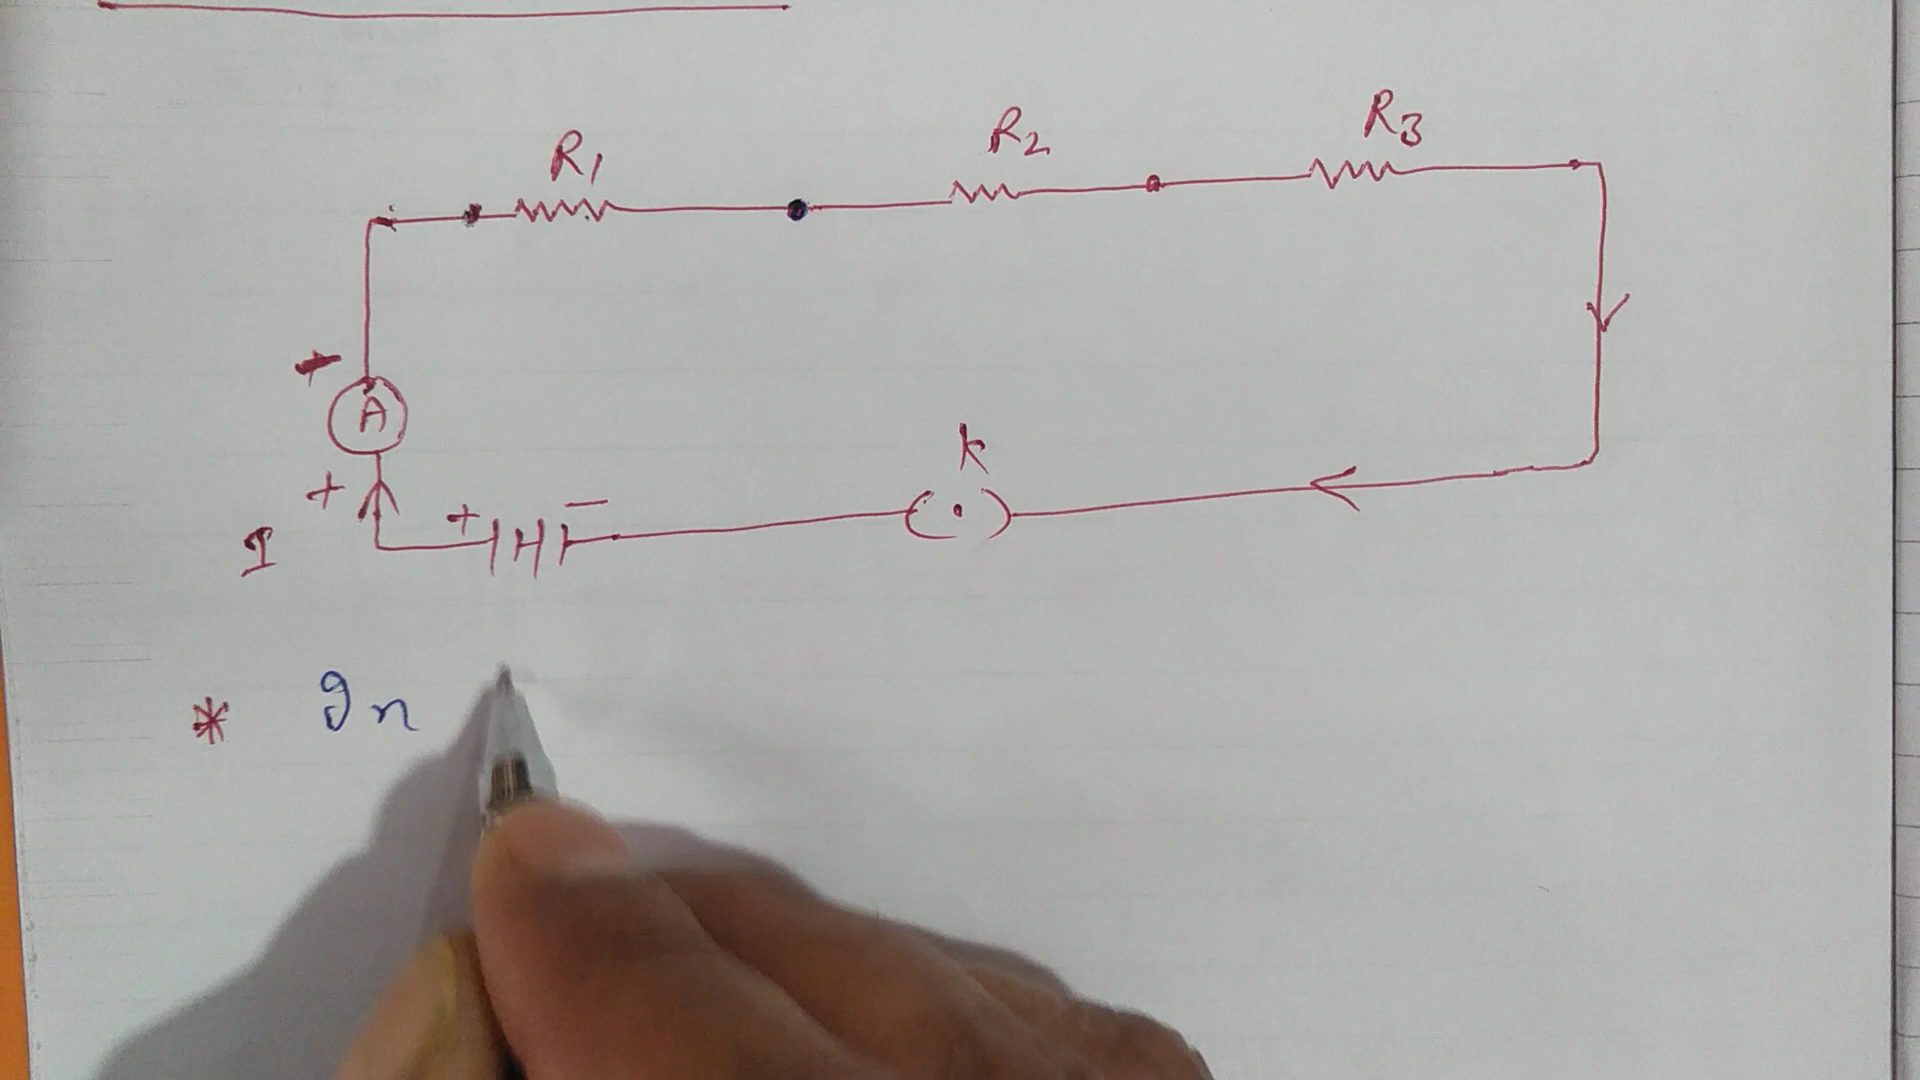 R1 R2 R3
+
A
K
+
I + −
* In